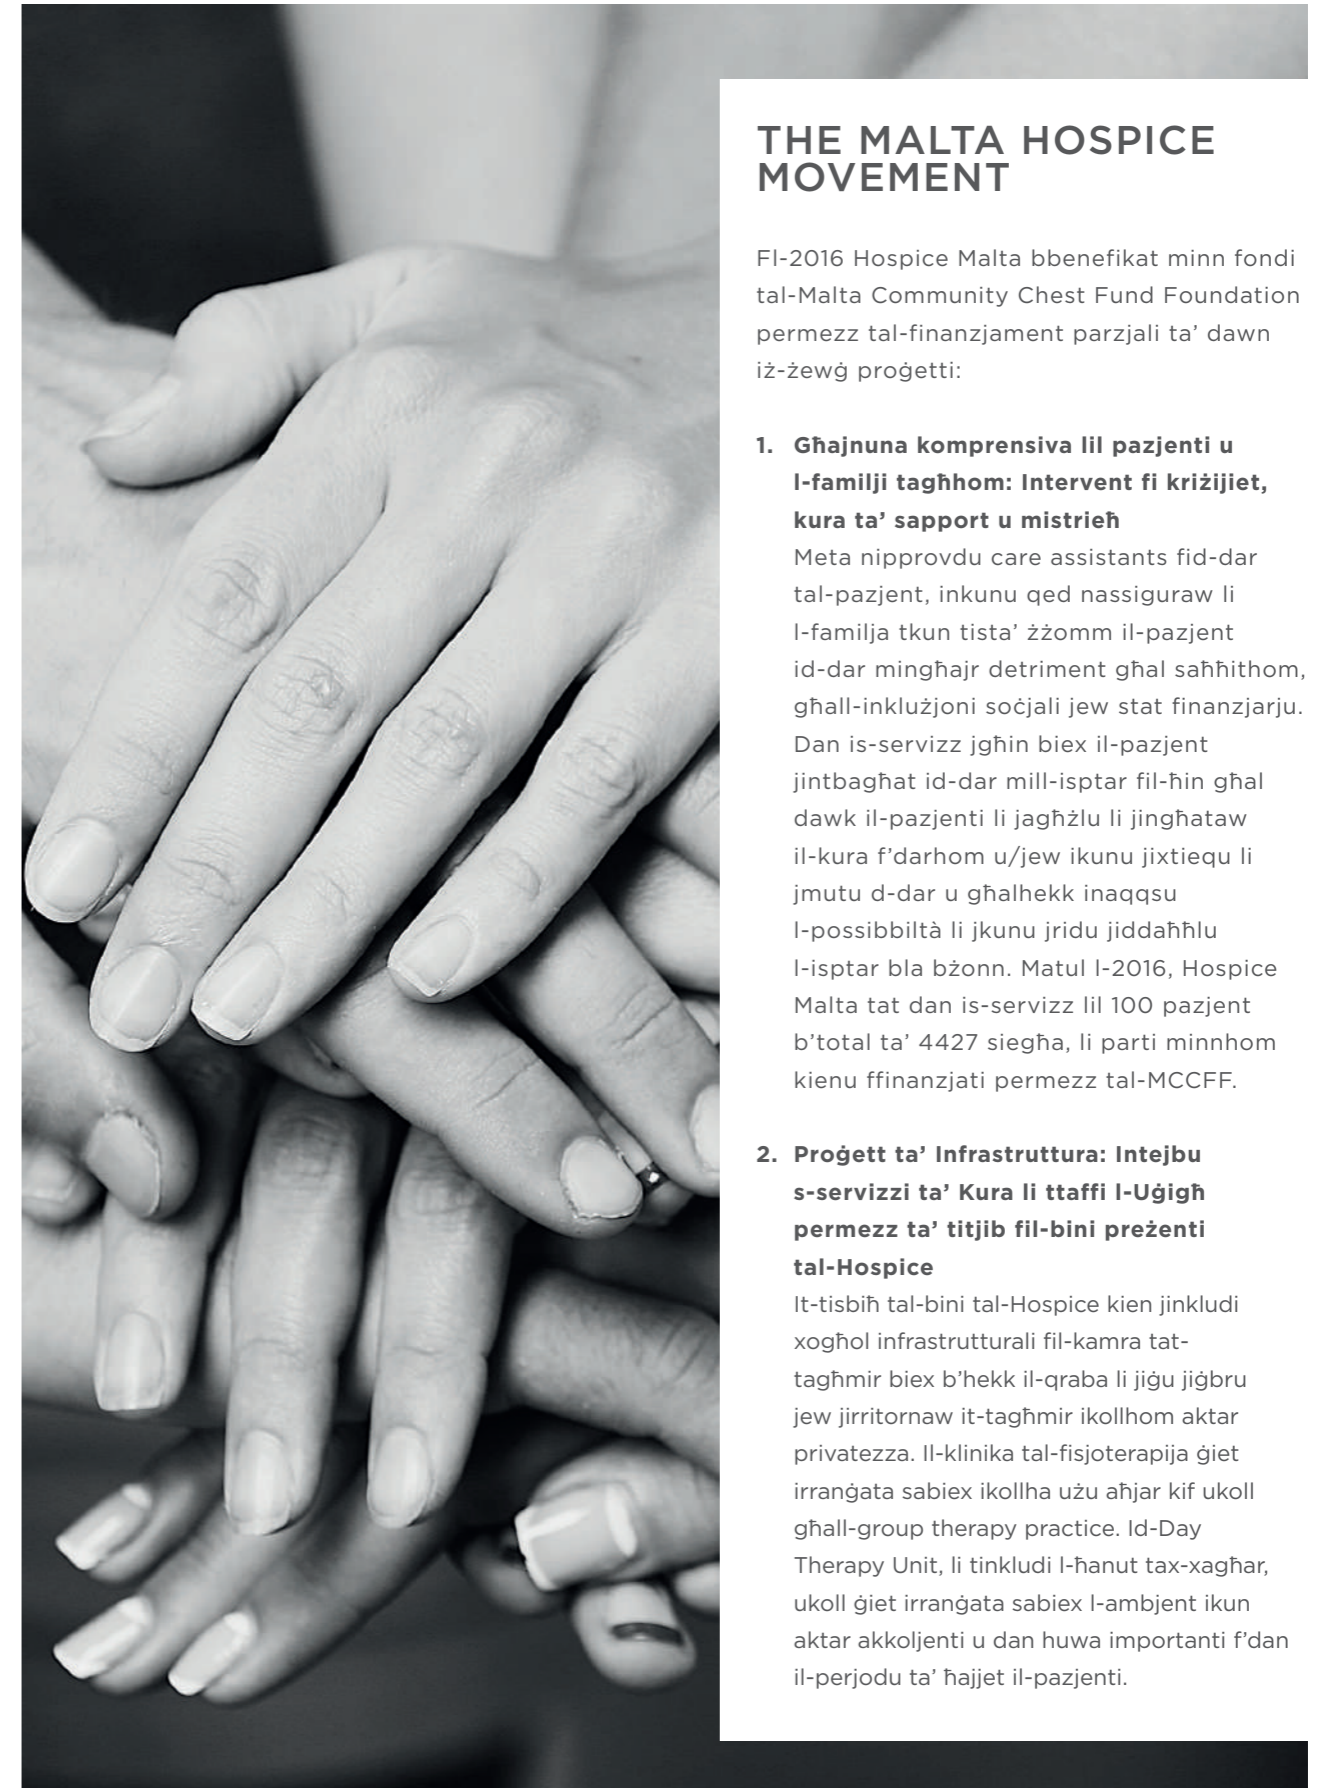 THE MALTA HOSPICE
MOVEMENT
Fl-2016 Hospice Malta bbenefikat minn fondi
tal-Malta Community Chest Fund Foundation
permezz tal-finanzjament parzjali ta’ dawn
iż-żewġ proġetti:
1. Għajnuna komprensiva lil pazjenti u
l-familji tagħhom: Intervent fi kriżijiet,
kura ta’ sapport u mistrieħ
Meta nipprovdu care assistants fid-dar
tal-pazjent, inkunu qed nassiguraw li
l-familja tkun tista’ żżomm il-pazjent
id-dar mingħajr detriment għal saħħithom,
għall-inklużjoni soċjali jew stat finanzjarju.
Dan is-servizz jgħin biex il-pazjent
jintbagħat id-dar mill-isptar fil-ħin għal
dawk il-pazjenti li jagħżlu li jingħataw
il-kura f’darhom u/jew ikunu jixtiequ li
jmutu d-dar u għalhekk inaqqsu
l-possibbiltà li jkunu jridu jiddaħħlu
l-isptar bla bżonn. Matul l-2016, Hospice
Malta tat dan is-servizz lil 100 pazjent
b’total ta’ 4427 siegħa, li parti minnhom
kienu ffinanzjati permezz tal-MCCFF.
2. Proġett ta’ Infrastruttura: Intejbu
s-servizzi ta’ Kura li ttaffi l-Uġigħ
permezz ta’ titjib fil-bini preżenti
tal-Hospice
It-tisbiħ tal-bini tal-Hospice kien jinkludi
xogħol infrastrutturali fil-kamra tat-
tagħmir biex b’hekk il-qraba li jiġu jiġbru
jew jirritornaw it-tagħmir ikollhom aktar
privatezza. Il-klinika tal-fisjoterapija ġiet
irranġata sabiex ikollha użu aħjar kif ukoll
għall-group therapy practice. Id-Day
Therapy Unit, li tinkludi l-ħanut tax-xagħar,
ukoll ġiet irranġata sabiex l-ambjent ikun
aktar akkoljenti u dan huwa importanti f’dan
il-perjodu ta’ ħajjet il-pazjenti.